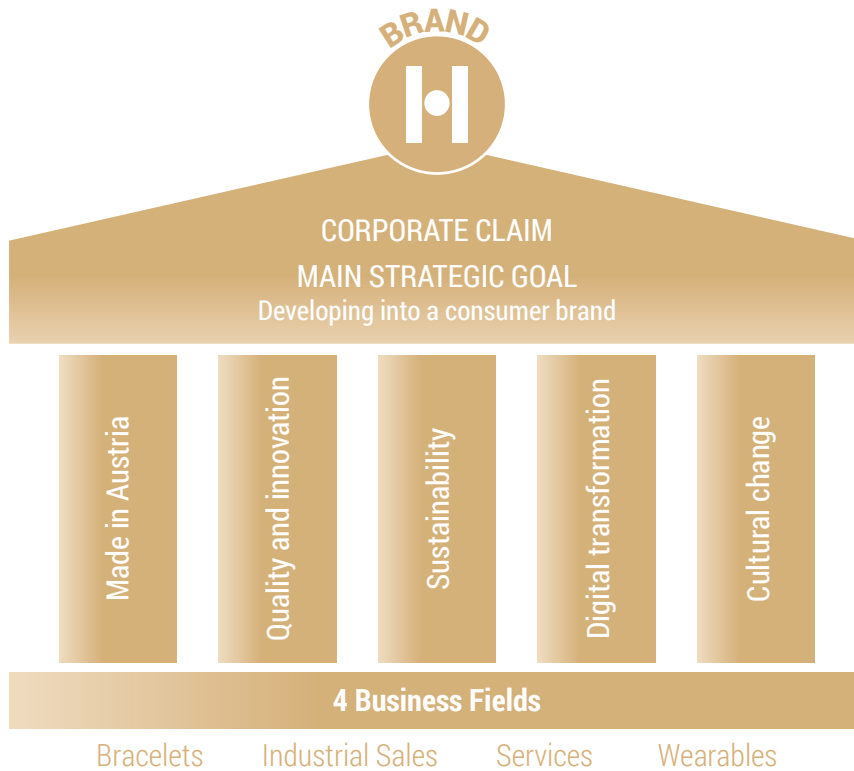 BRAND
H
CORPORATE CLAIM
MAIN STRATEGIC GOAL
Developing into a consumer brand
Made in Austria
Quality and innovation
Sustainability
Digital transformation
Cultural change
4 Business Fields
Bracelets Industrial Sales Services Wearables